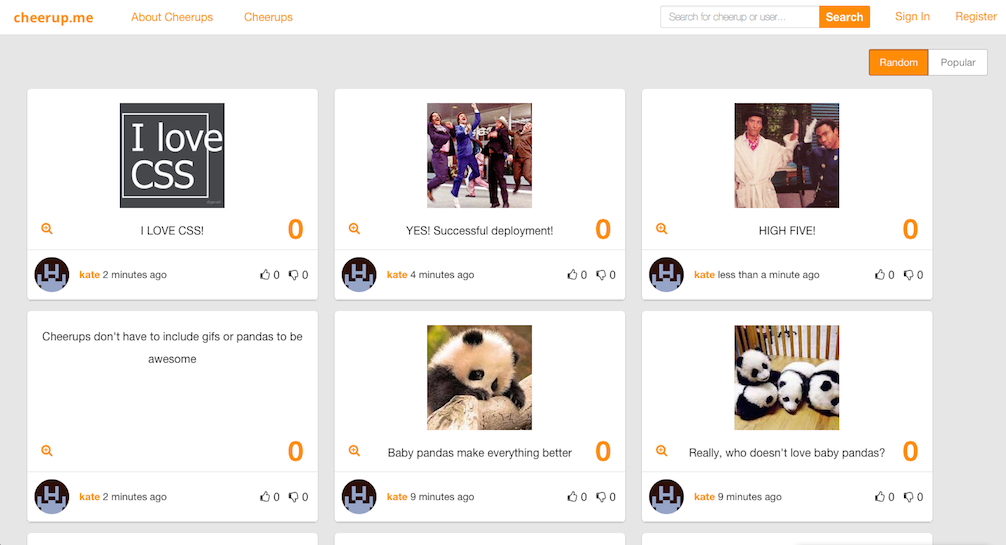 cheerup.me About Cheerups Cheerups Search for cheerup or user... Search Sign In Register
Random Popular
I love
CSS
I LOVE CSS! 0
kate 2 minutes ago 0 0
YES! Successful deployment! 0
kate 4 minutes ago 0 0
HIGH FIVE! 0
kate less than a minute ago 0 0
Cheerups don't have to include gifs or pandas to be
awesome
0
kate 2 minutes ago 0 0
Baby pandas make everything better 0
kate 9 minutes ago 0 0
Really, who doesn't love baby pandas? 0
kate 9 minutes ago 0 0